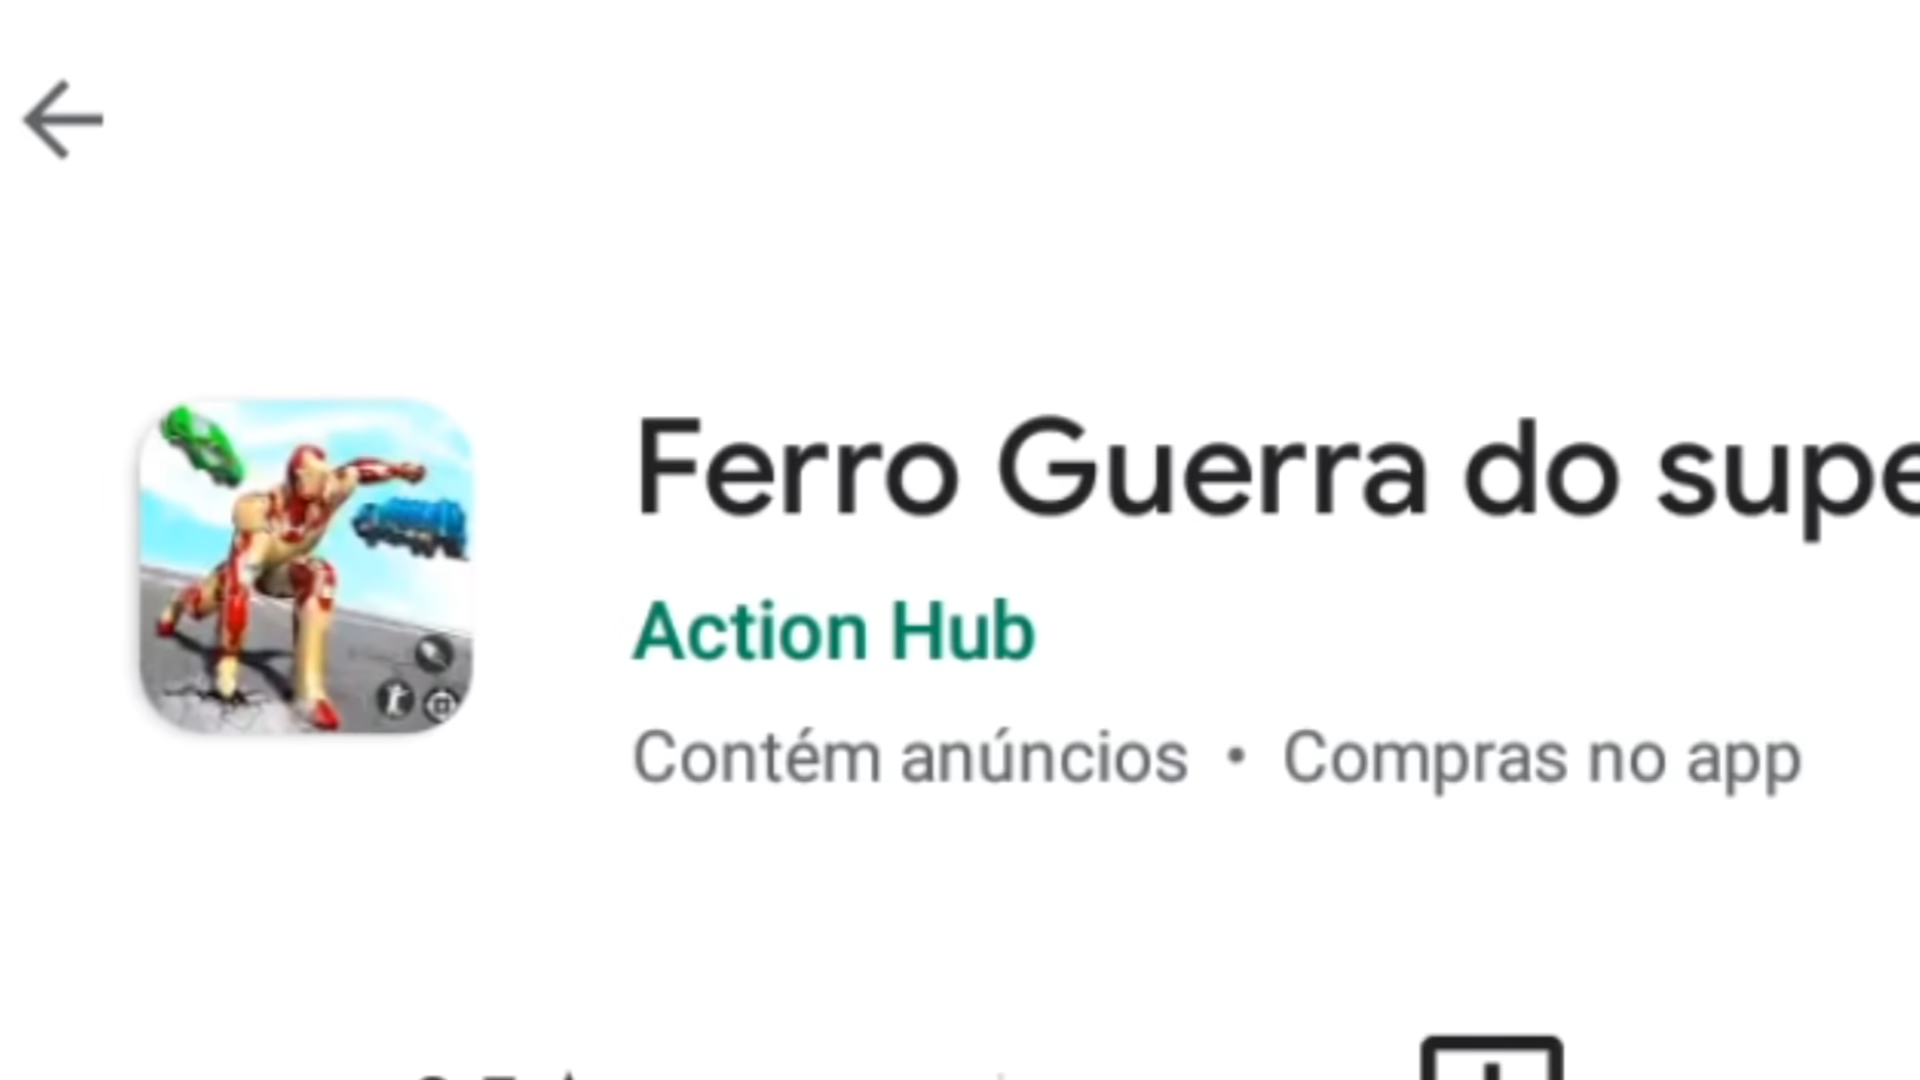 Ferro Guerra do supe
Action Hub
Contém anúncios • Compras no app